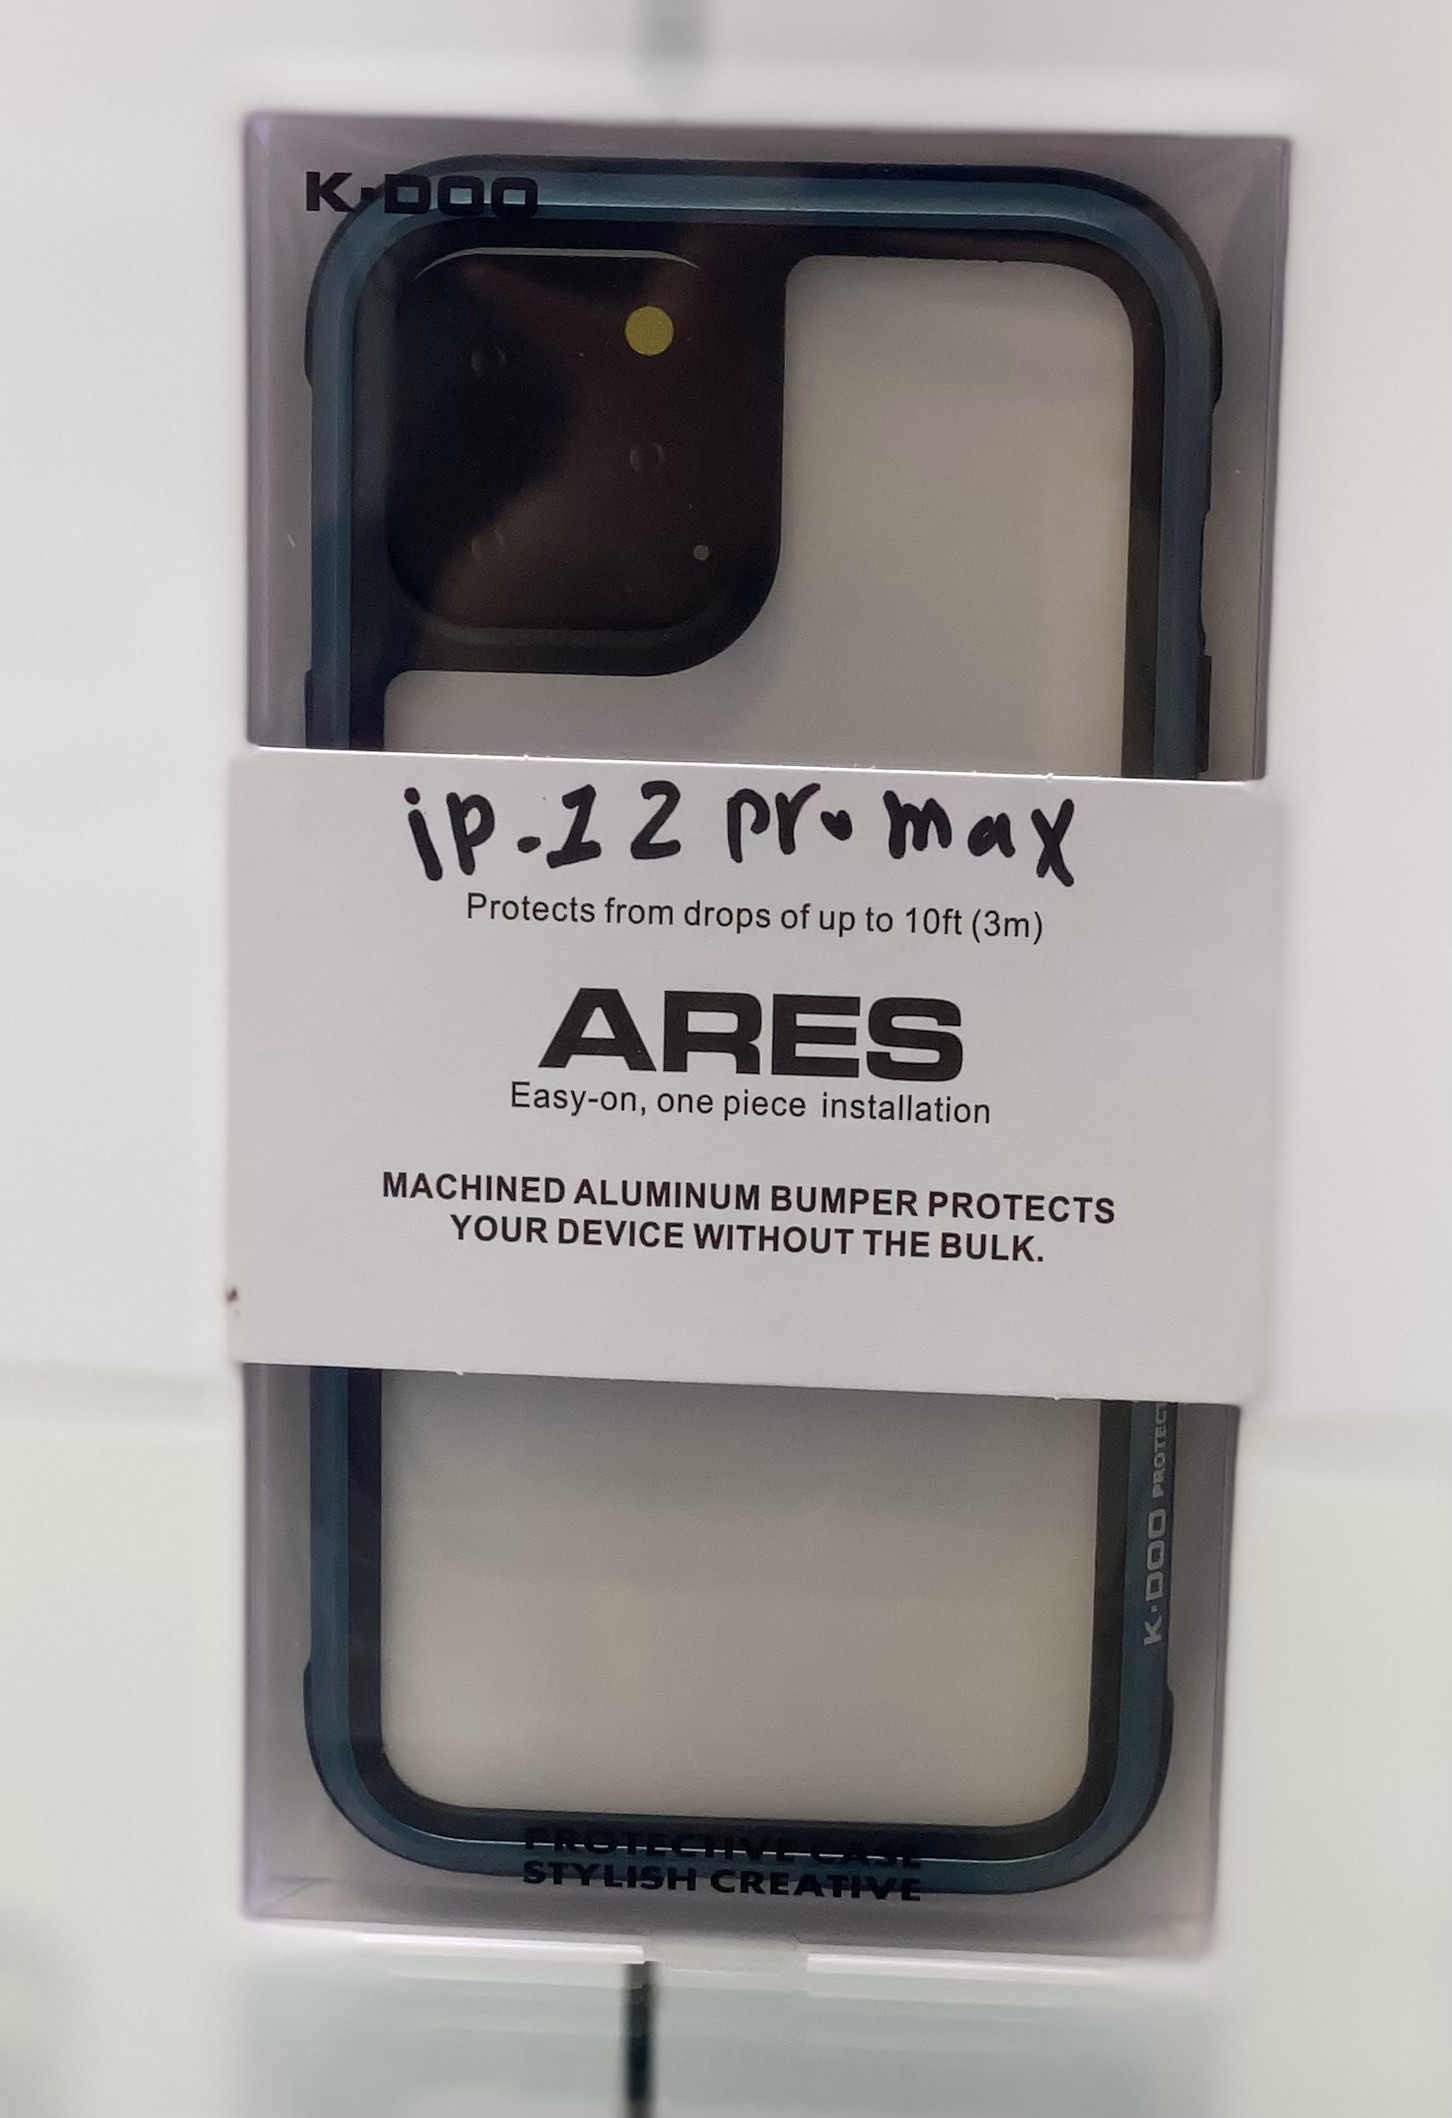 K·DOO
ip.12 pro max
Protects from drops of up to 10ft (3m)
ARES
Easy-on, one piece installation
MACHINED ALUMINUM BUMPER PROTECTS
YOUR DEVICE WITHOUT THE BULK.
K·DOO
PROTECTIVE CASE
STYLISH CREATIVE